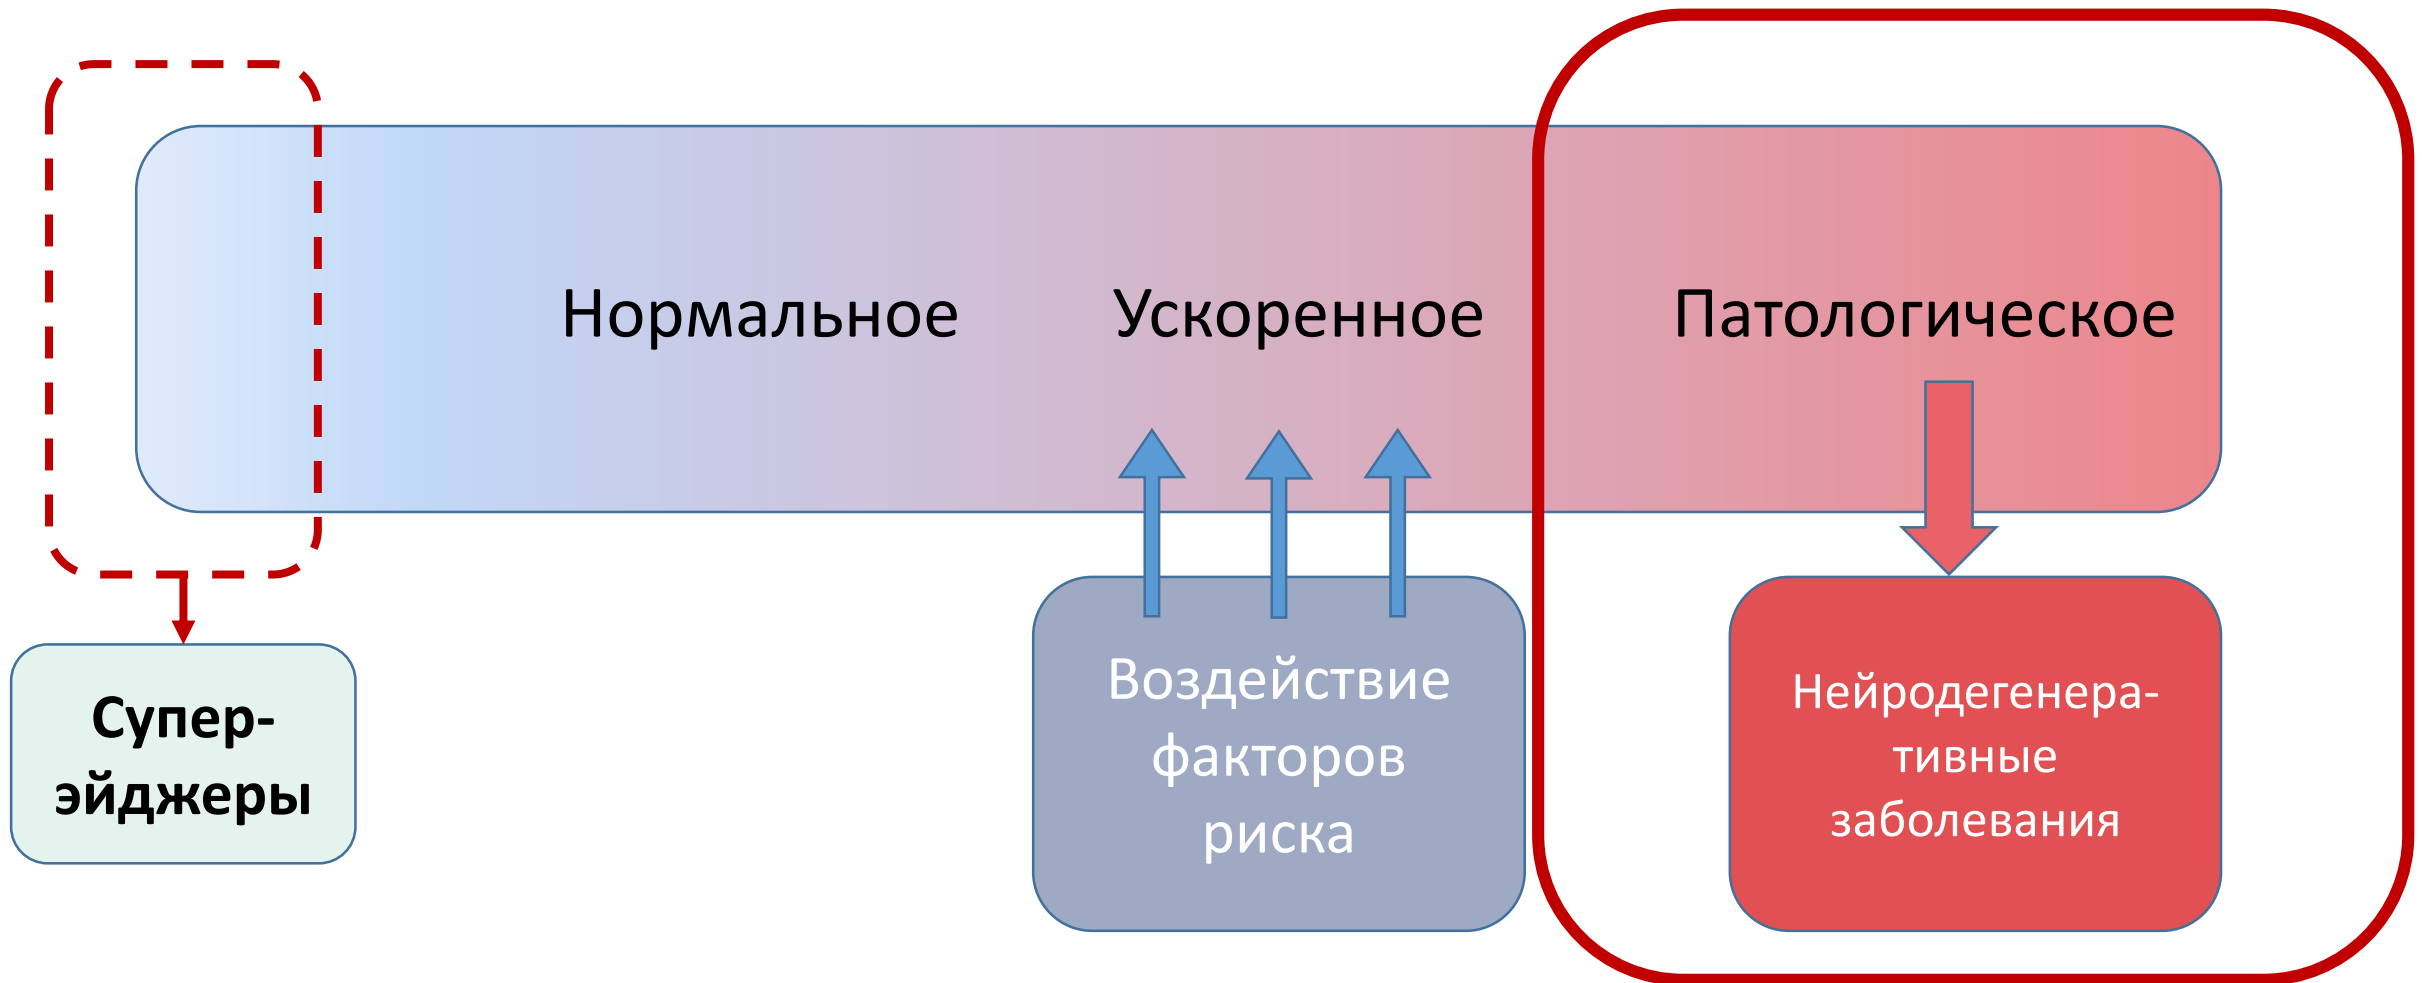 Нормальное
Ускоренное
Патологическое
Супер-
эйджеры
Воздействие
факторов
риска
Нейродегенера-
тивные
заболевания